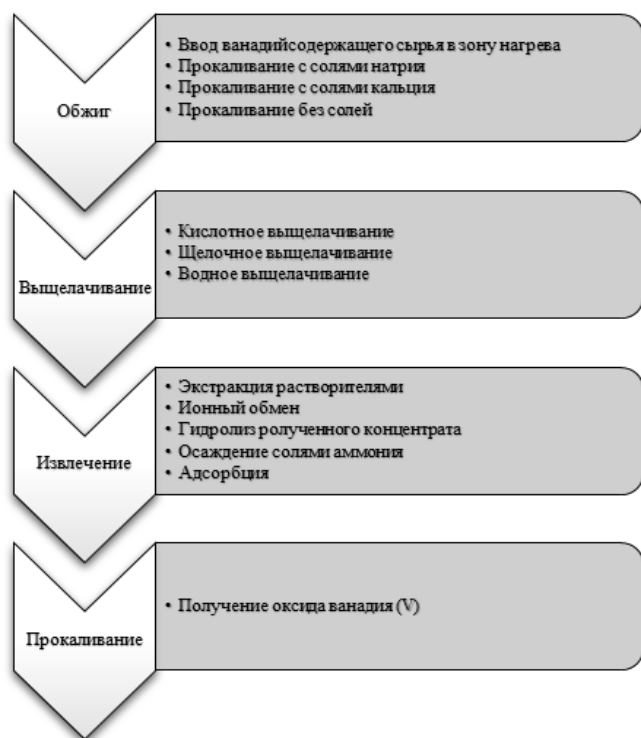 Обжиг
• Ввод ванадийсодержащего сырья в зону нагрева
• Прокаливание с солями натрия
• Прокаливание с солями кальция
• Прокаливание без солей
Выщелачивание
• Кислотное выщелачивание
• Щелочное выщелачивание
• Водное выщелачивание
Извлечение
• Экстракция растворителями
• Ионный обмен
• Гидролиз ролученного концентрата
• Осаждение солями аммония
• Адсорбция
Прокаливание
• Получение оксида ванадия (V)